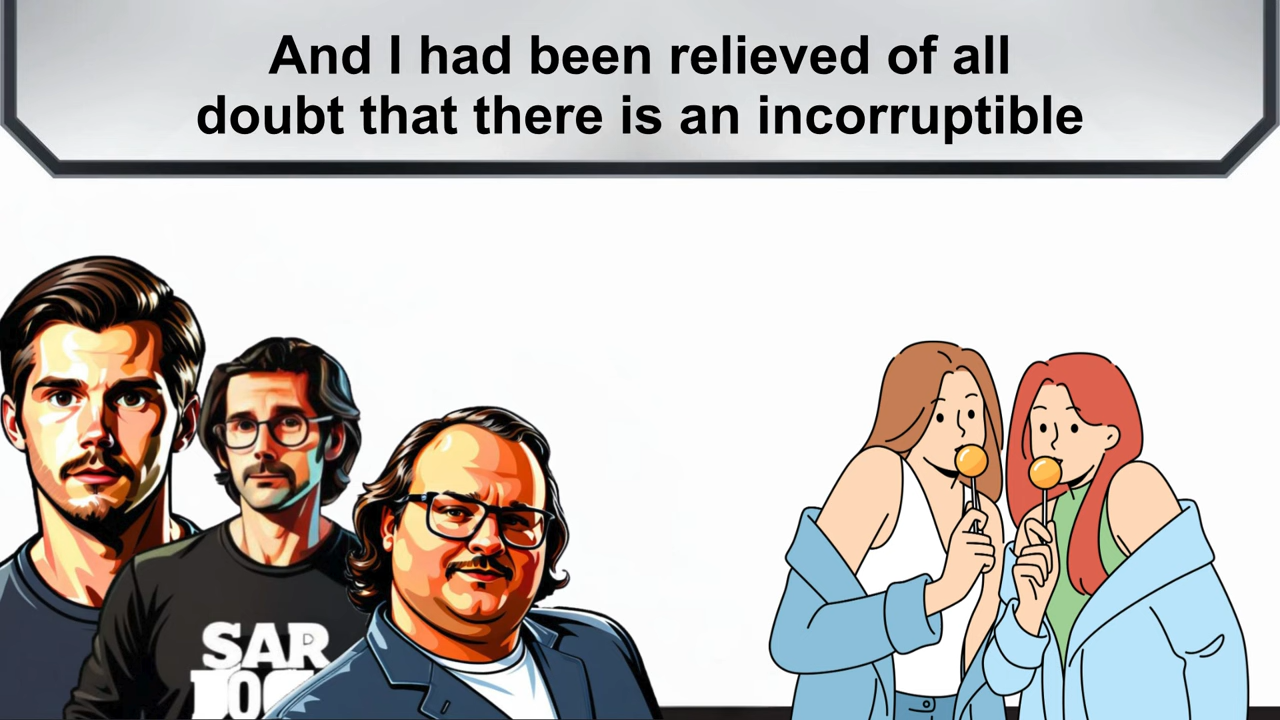 And I had been relieved of all
doubt that there is an incorruptible
SAR